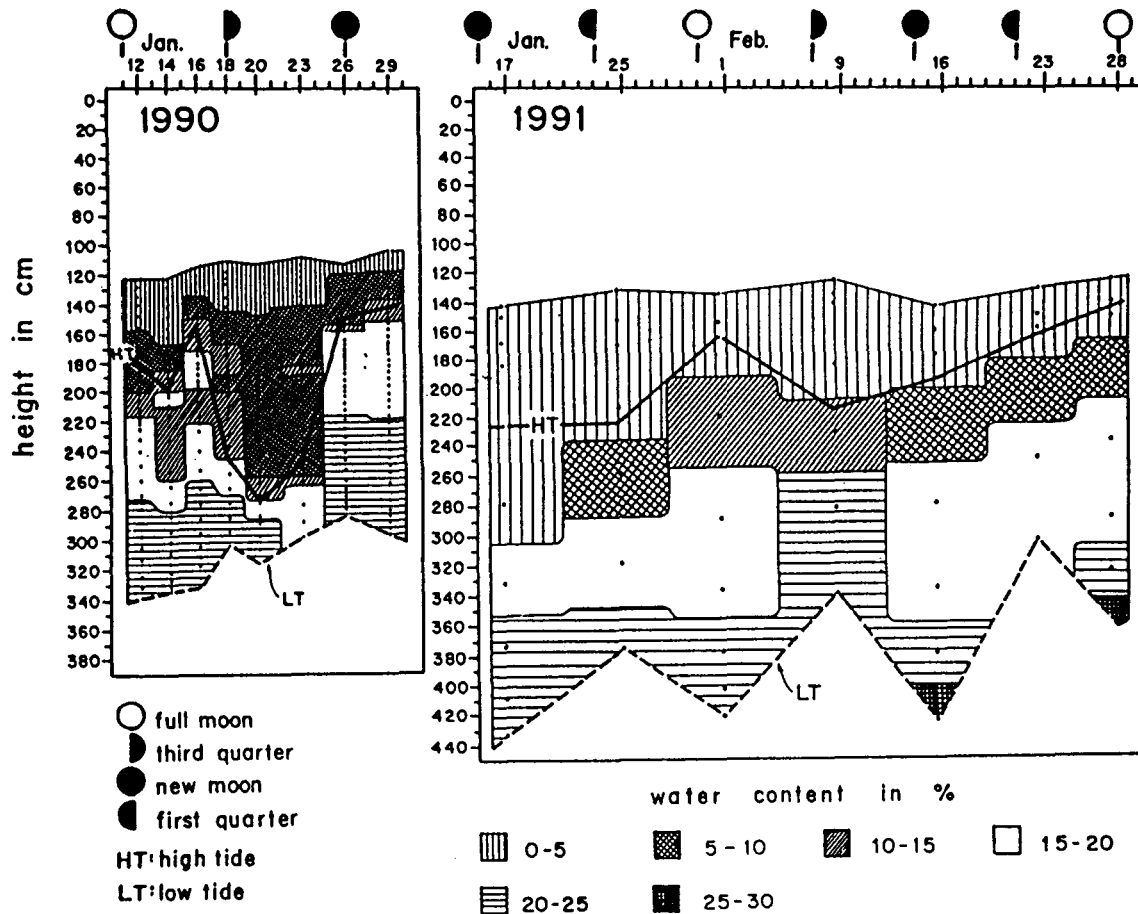 Jan.
12 14 16 18 20 23 26 29
Jan. Feb.
17 25 1 9 16 23 28
1990
0
20
40
60
80
100
120
140
160
180
200
220
240
260
280
300
320
340
360
380
HT
LT
height in cm
1991
0
20
40
60
80
100
120
140
160
180
200
220
240
260
280
300
330
340
360
380
400
420
440
HT
LT
full moon
third quarter
new moon
first quarter
HT: high tide
LT: low tide
water content in %
0-5 5-10 10-15 15-20
20-25 25-30